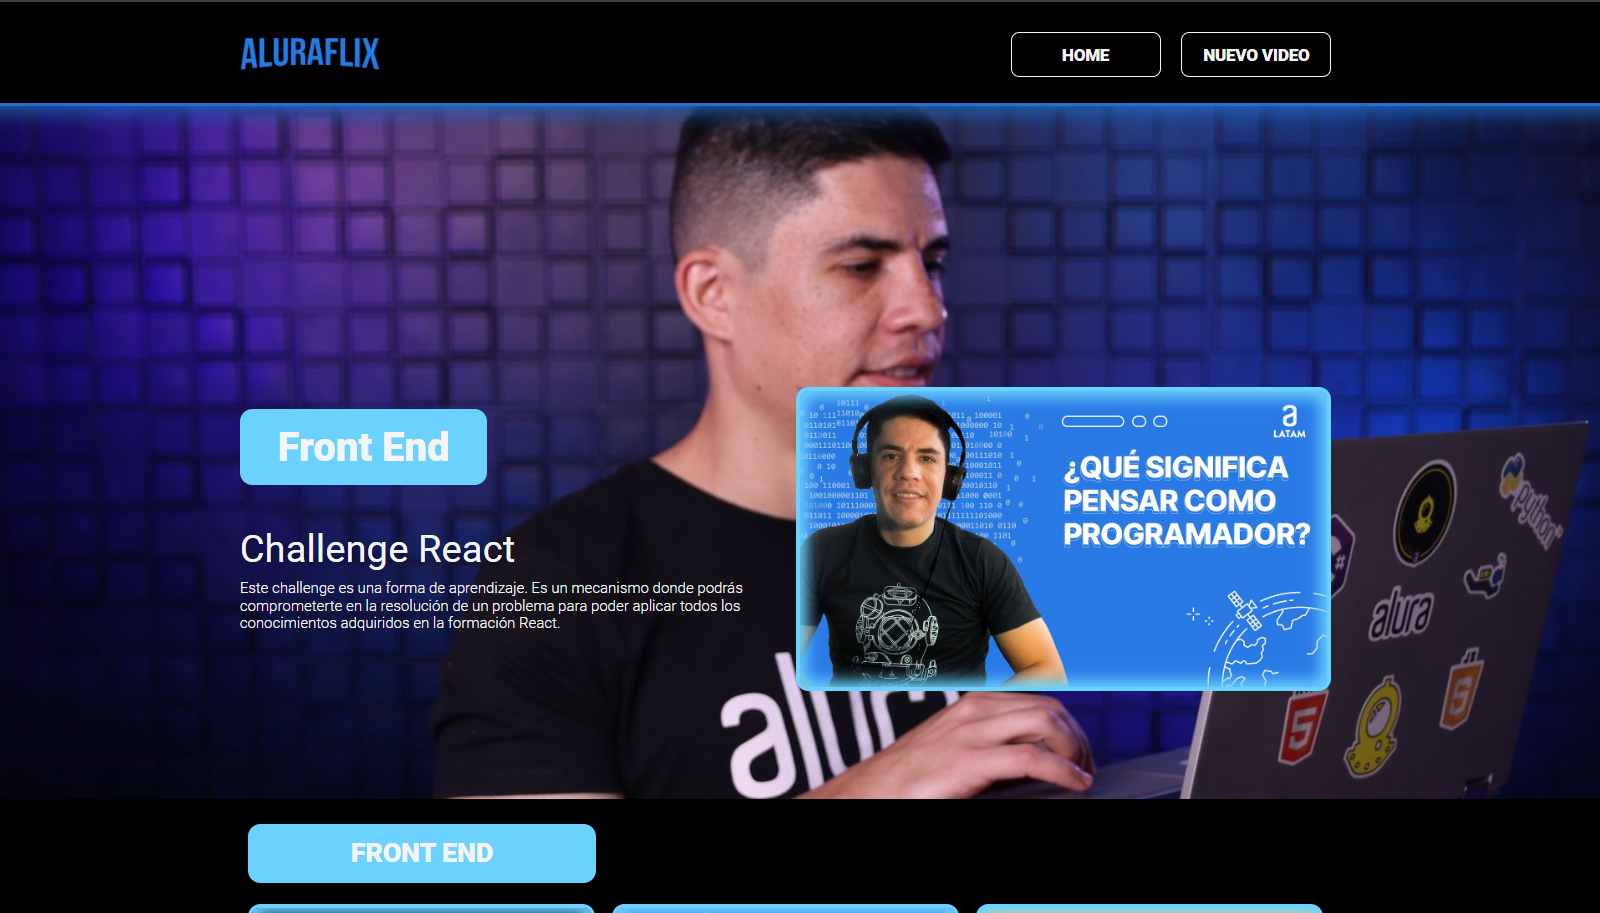 ALURAFLIX
HOME
NUEVO VIDEO
Front End
Challenge React
Este challenge es una forma de aprendizaje. Es un mecanismo donde podrás
comprometerte en la resolución de un problema para poder aplicar todos los
conocimientos adquiridos en la formación React.
a
LATAM
¿QUÉ SIGNIFICA
PENSAR COMO
PROGRAMADOR?
python
alura
5
5
alura
FRONT END